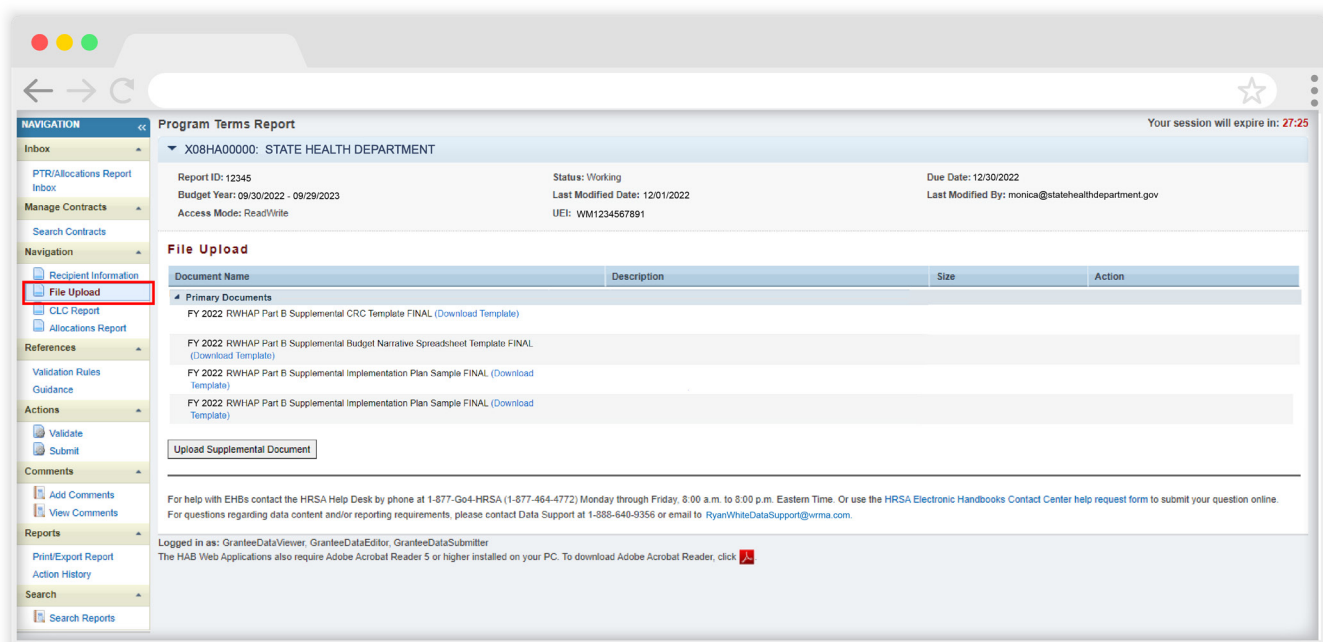 NAVIGATION «
Program Terms Report
Your session will expire in: 27:25
Inbox
PTR/Allocations Report
Inbox
Manage Contracts
Search Contracts
Navigation
Recipient Information
File Upload
CLC Report
Allocations Report
References
Validation Rules
Guidance
Actions
Validate
Submit
Comments
Add Comments
View Comments
Reports
Print/Export Report
Action History
Search
Search Reports
X08HA00000: STATE HEALTH DEPARTMENT
Report ID: 12345 Status: Working Due Date: 12/30/2022
Budget Year: 09/30/2022 - 09/29/2023 Last Modified Date: 12/01/2022 Last Modified By: monica@statehealthdepartment.gov
Access Mode: ReadWrite UEI: WM1234567891
File Upload
Document Name Description Size Action
Primary Documents
FY 2022 RWHAP Part B Supplemental CRC Template FINAL (Download Template)
FY 2022 RWHAP Part B Supplemental Budget Narrative Spreadsheet Template FINAL
(Download Template)
FY 2022 RWHAP Part B Supplemental Implementation Plan Sample FINAL (Download
Template)
FY 2022 RWHAP Part B Supplemental Implementation Plan Sample FINAL (Download
Template)
Upload Supplemental Document
For help with EHBs contact the HRSA Help Desk by phone at 1-877-Go4-HRSA (1-877-464-4772) Monday through Friday, 8:00 a.m. to 8:00 p.m. Eastern Time. Or use the HRSA Electronic Handbooks Contact Center help request form to submit your question online.
For questions regarding data content and/or reporting requirements, please contact Data Support at 1-888-640-9356 or email to RyanWhiteDataSupport@wrma.com.
Logged in as: GranteeDataViewer, GranteeDataEditor, GranteeDataSubmitter
The HAB Web Applications also require Adobe Acrobat Reader 5 or higher installed on your PC. To download Adobe Acrobat Reader, click .